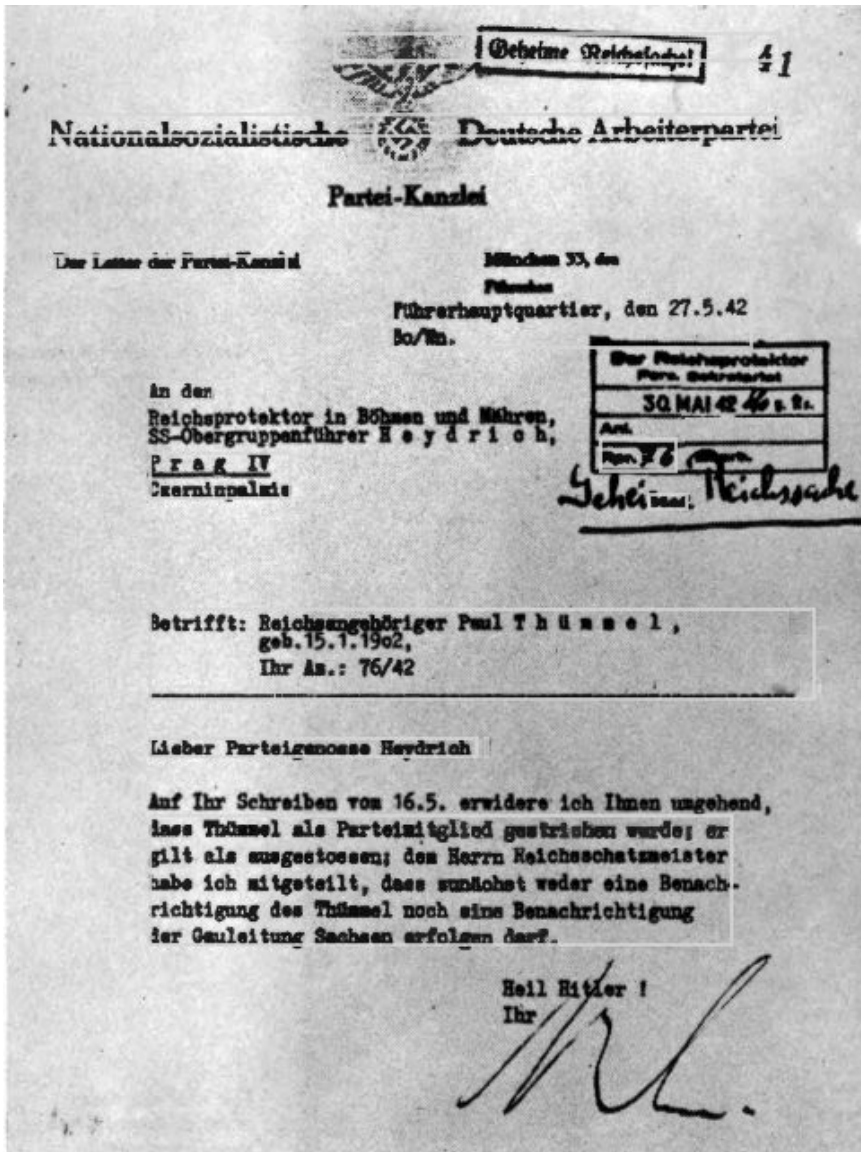 Geheime Reichssache!
1
Nationalsozialistische Deutsche Arbeiterpartei
Partei-Kanzlei
Der Leiter der Partei-Kanzlei
München 33, den
Führerhauptquartier, den 27.5.42
Bo/Wn.
Der Reichsprotektor
Pers. Sekretariat
30. MAI 42
Anl.
An den
Reichsprotektor in Böhmen und Mähren,
SS-Obergruppenführer H e y d r i c h,
P r a g IV
Czerninpalais
Reichssache
Betrifft: Reichsangehöriger Paul T h ü m m e l ,
geb.15.1.19o2,
Ihr Az.: 76/42
Lieber Parteigenosse Heydrich !
Auf Ihr Schreiben vom 16.5. erwidere ich Ihnen umgehend,
dass Thümmel als Parteimitglied gestrichen wurde; er
gilt als ausgestossen; dem Herrn Reichsschatzmeister
habe ich mitgeteilt, dass zunächst weder eine Benach-
richtigung des Thümmel noch eine Benachrichtigung
der Gauleitung Sachsen erfolgen darf.
Heil Hitler !
Ihr